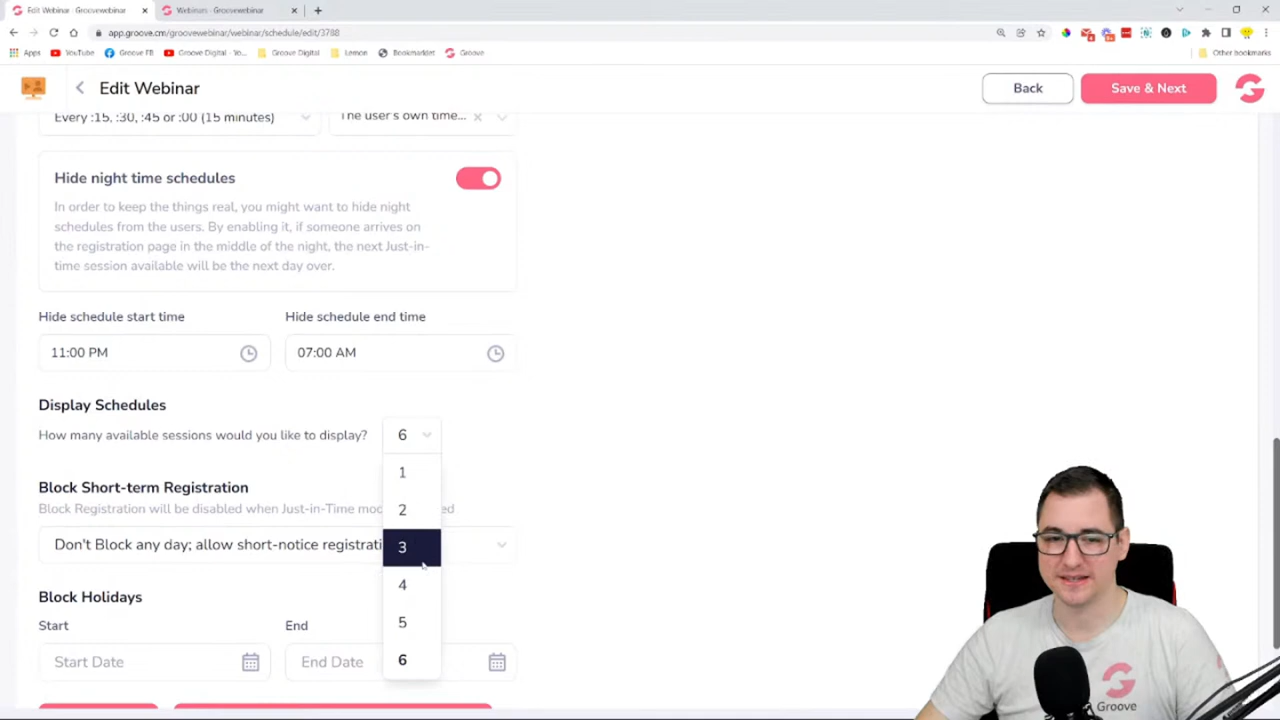 Edit Webinar - Groovewebinar
Webinars - Groovewebinar
app.groove.cm/groovewebinar/webinar/schedule/edit/3788
Apps
YouTube
Groove FB
Groove Digital - Yo...
Groove Digital
Lemon
Bookmarklet
Groove
Other bookmarks
Edit Webinar
Back
Save & Next
Every :15, :30, :45 or :00 (15 minutes)
The user's own time...
Hide night time schedules
In order to keep the things real, you might want to hide night
schedules from the users. By enabling it, if someone arrives on
the registration page in the middle of the night, the next Just-in-
time session available will be the next day over.
Hide schedule start time
Hide schedule end time
11:00 PM
07:00 AM
Display Schedules
How many available sessions would you like to display?
6
1
2
3
4
5
6
Block Short-term Registration
Block Registration will be disabled when Just-in-Time mo
Don't Block any day; allow short-notice registrati
Block Holidays
Start
End
Start Date
End Date
Groove